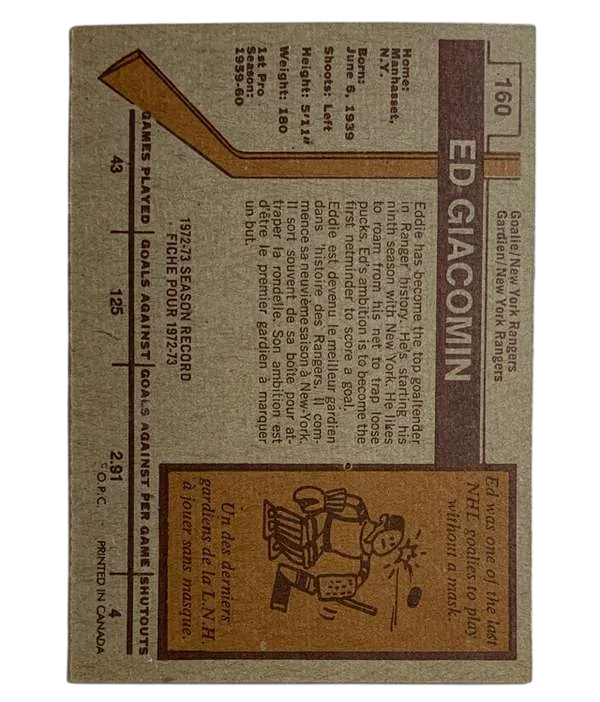 160
Goalie/New York Rangers
Gardien/New York Rangers
ED GIACOMIN
Home:
Manhasset,
N.Y.
Born:
June 6, 1939
Shoots: Left
Height: 5'11"
Weight: 180
1st Pro
Season:
1959-60
Eddie has become the top goaltender
in Ranger history. He's starting his
ninth season with New York. He likes
to roam from his net to trap loose
pucks. Ed's ambition is to become the
first netminder to score a goal.
Eddie est devenu le meilleur gardien
dans 'histoire des Rangers. Il com-
mence sa neuvième saison à New-York.
Il sort souvent de sa boîte pour at-
traper la rondelle. Son ambition est
d'être le premier gardien à marquer
un but.
Ed was one of the last
NHL goalies to play
without a mask.
Un des derniers
gardiens de la L.N.H.
à jouer sans masque.
1972-73 SEASON RECORD
FICHE POUR 1972-73
GAMES PLAYED GOALS AGAINST GOALS AGAINST PER GAME SHUTOUTS
43 125 2.91 4
©O.P.C. PRINTED IN CANADA